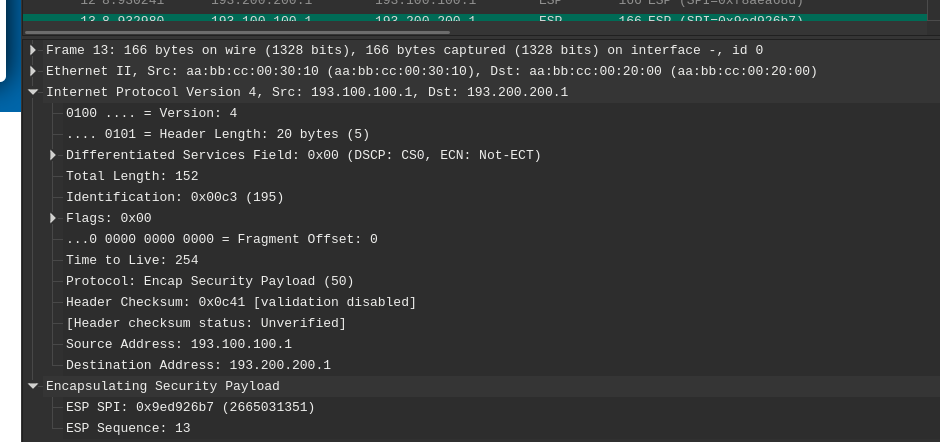 12 8.930241 193.200.200.1 193.100.100.1 ESP 166 ESP (SPI=0xf8aea68d)
13 8.932980 193.100.100.1 193.200.200.1 ESP 166 ESP (SPI=0x9ed926b7)
Frame 13: 166 bytes on wire (1328 bits), 166 bytes captured (1328 bits) on interface -, id 0
Ethernet II, Src: aa:bb:cc:00:30:10 (aa:bb:cc:00:30:10), Dst: aa:bb:cc:00:20:00 (aa:bb:cc:00:20:00)
Internet Protocol Version 4, Src: 193.100.100.1, Dst: 193.200.200.1
0100 .... = Version: 4
.... 0101 = Header Length: 20 bytes (5)
Differentiated Services Field: 0x00 (DSCP: CS0, ECN: Not-ECT)
Total Length: 152
Identification: 0x00c3 (195)
Flags: 0x00
...0 0000 0000 0000 = Fragment Offset: 0
Time to Live: 254
Protocol: Encap Security Payload (50)
Header Checksum: 0x0c41 [validation disabled]
[Header checksum status: Unverified]
Source Address: 193.100.100.1
Destination Address: 193.200.200.1
Encapsulating Security Payload
ESP SPI: 0x9ed926b7 (2665031351)
ESP Sequence: 13